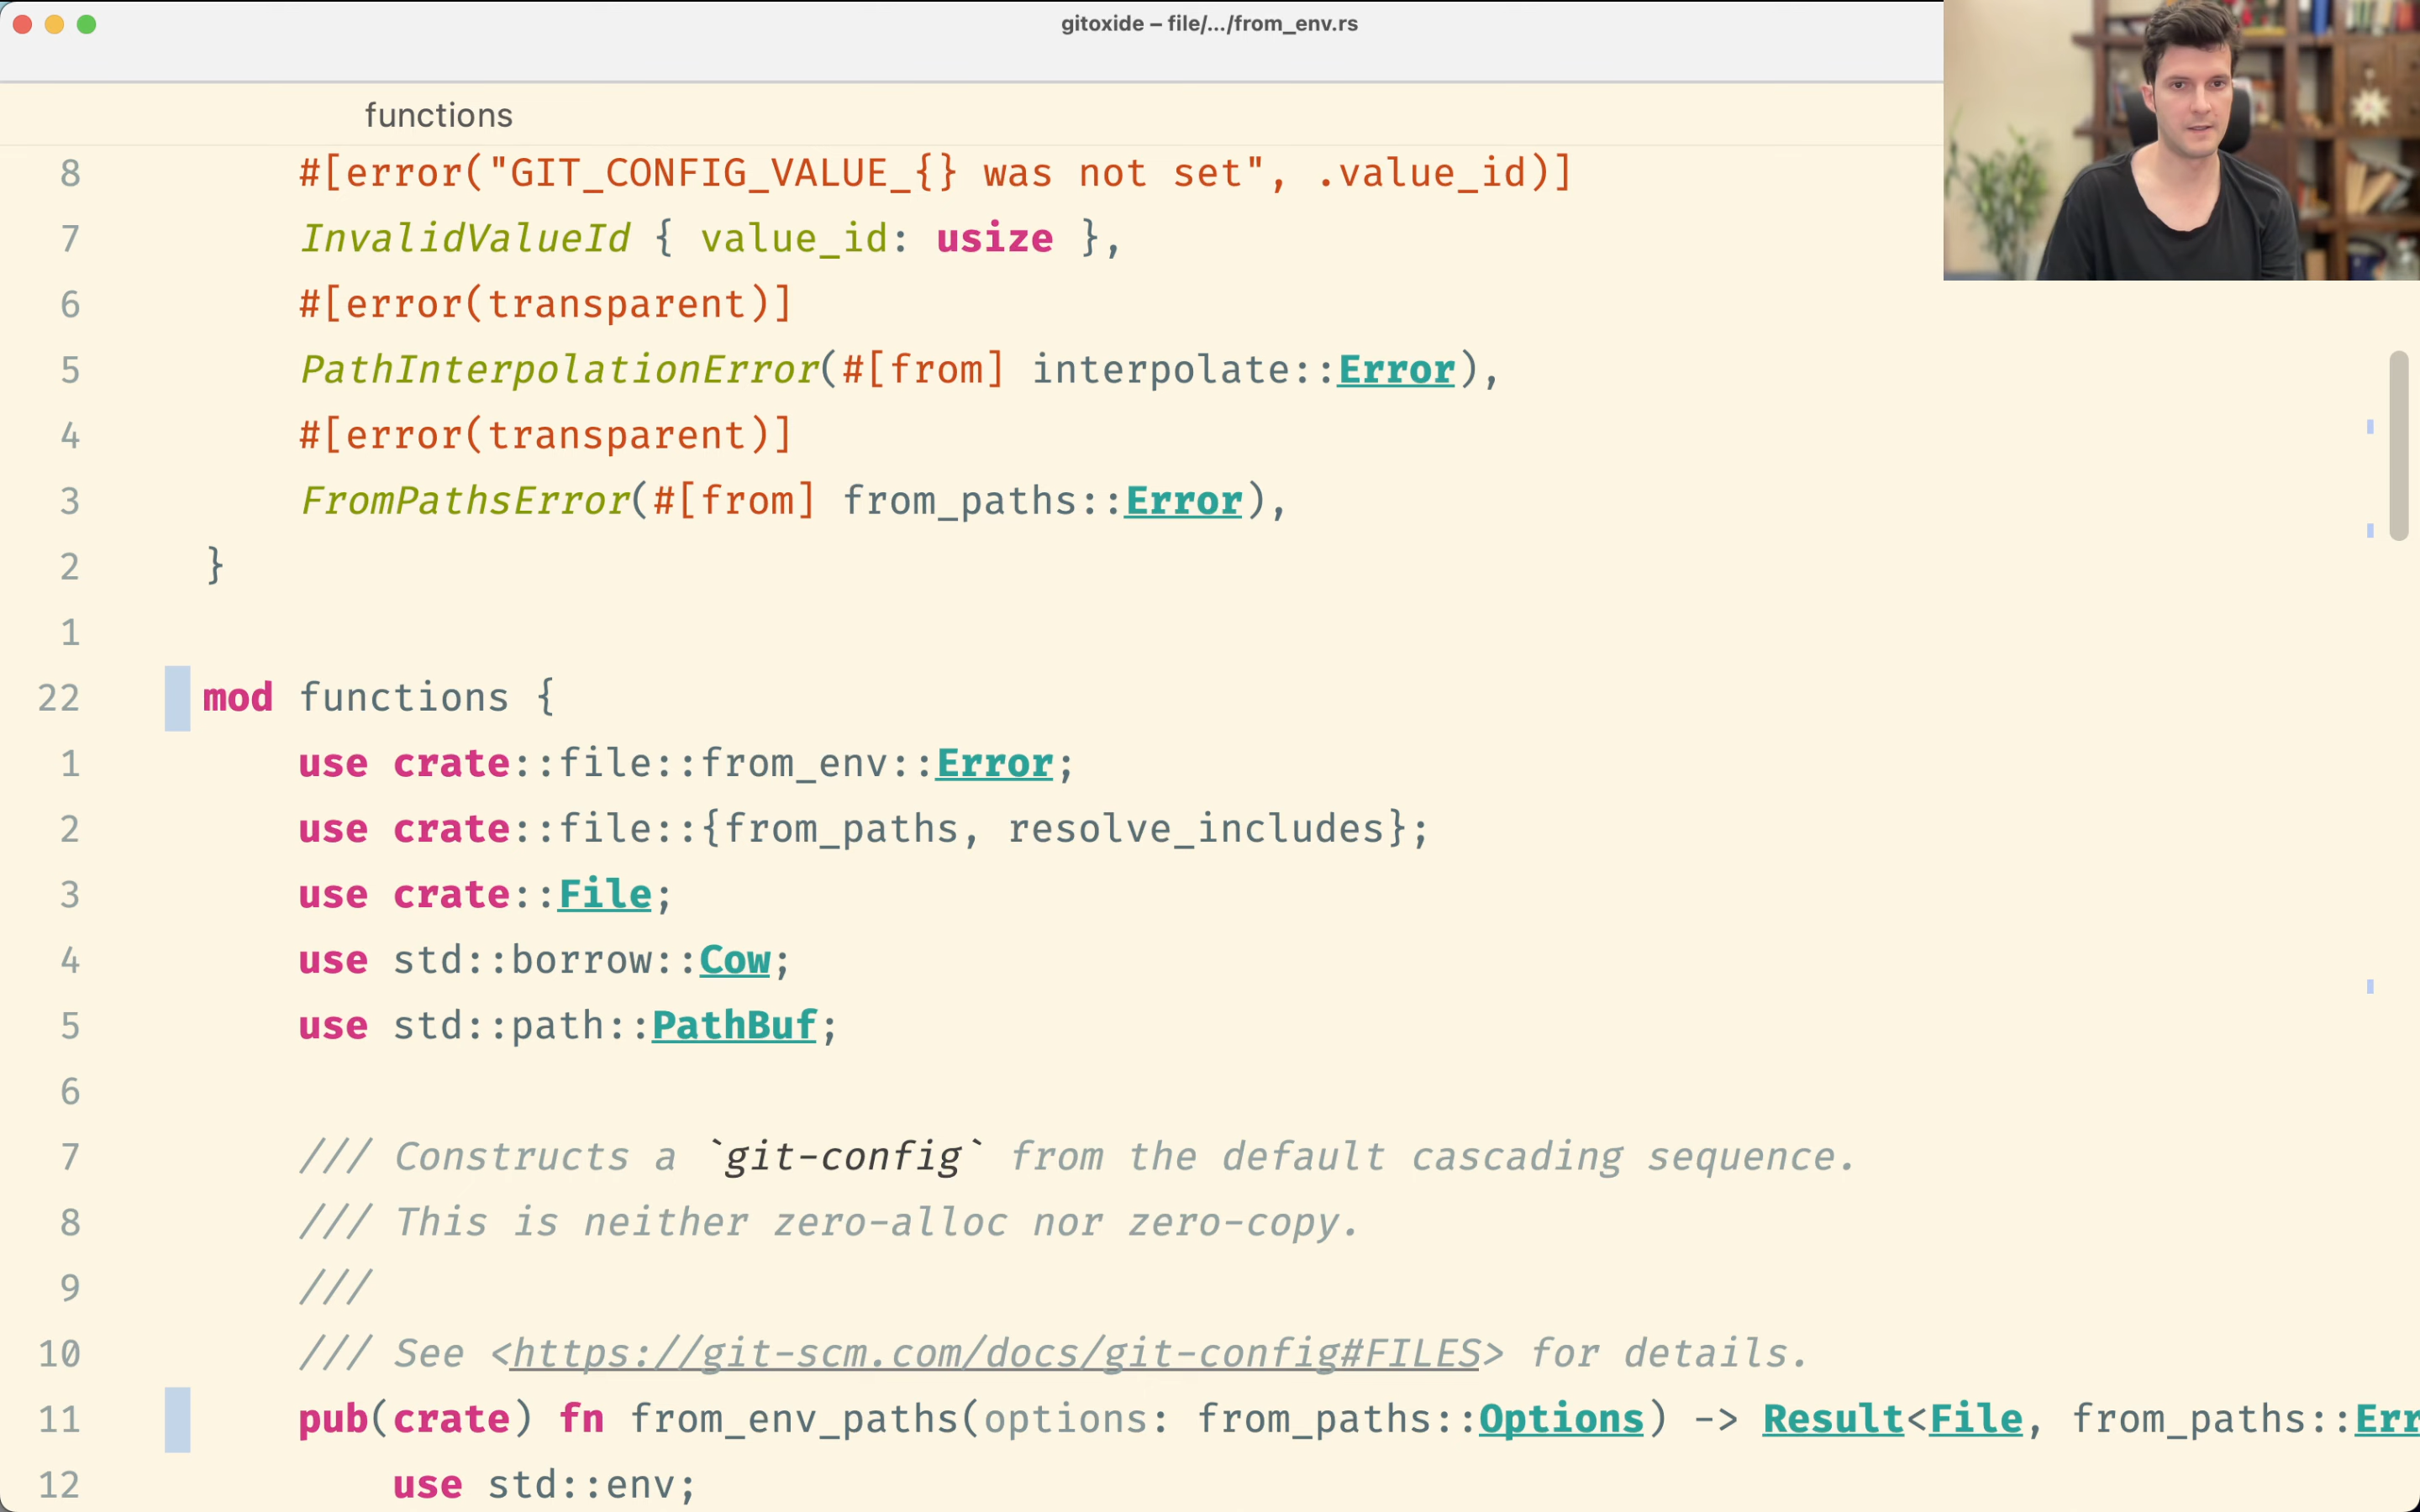 gitoxide – file/.../from_env.rs
functions
8 #[error("GIT_CONFIG_VALUE_{} was not set", .value_id)]
7 InvalidValueId { value_id: usize },
6 #[error(transparent)]
5 PathInterpolationError(#[from] interpolate::Error),
4 #[error(transparent)]
3 FromPathsError(#[from] from_paths::Error),
2 }
1
22 mod functions {
1 use crate::file::from_env::Error;
2 use crate::file::{from_paths, resolve_includes};
3 use crate::File;
4 use std::borrow::Cow;
5 use std::path::PathBuf;
6
7 /// Constructs a `git-config` from the default cascading sequence.
8 /// This is neither zero-alloc nor zero-copy.
9 ///
10 /// See <https://git-scm.com/docs/git-config#FILES> for details.
11 pub(crate) fn from_env_paths(options: from_paths::Options) -> Result<File, from_paths::Err
12 use std::env;